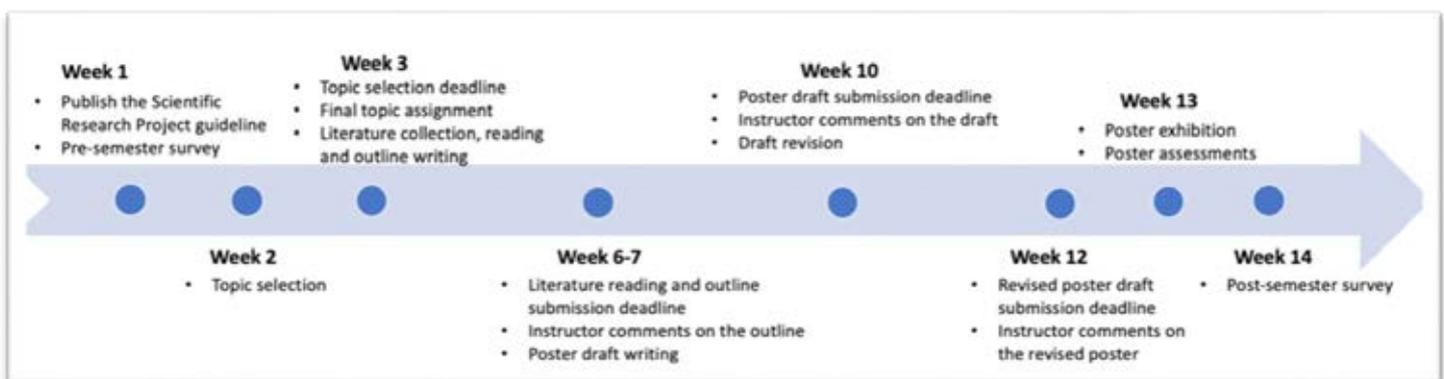 Week 1
• Publish the Scientific
Research Project guideline
• Pre-semester survey
Week 2
• Topic selection
Week 3
• Topic selection deadline
• Final topic assignment
• Literature collection, reading
and outline writing
Week 6-7
• Literature reading and outline
submission deadline
• Instructor comments on the outline
• Poster draft writing
Week 10
• Poster draft submission deadline
• Instructor comments on the draft
• Draft revision
Week 12
• Revised poster draft
submission deadline
• Instructor comments on
the revised poster
Week 13
• Poster exhibition
• Poster assessments
Week 14
• Post-semester survey